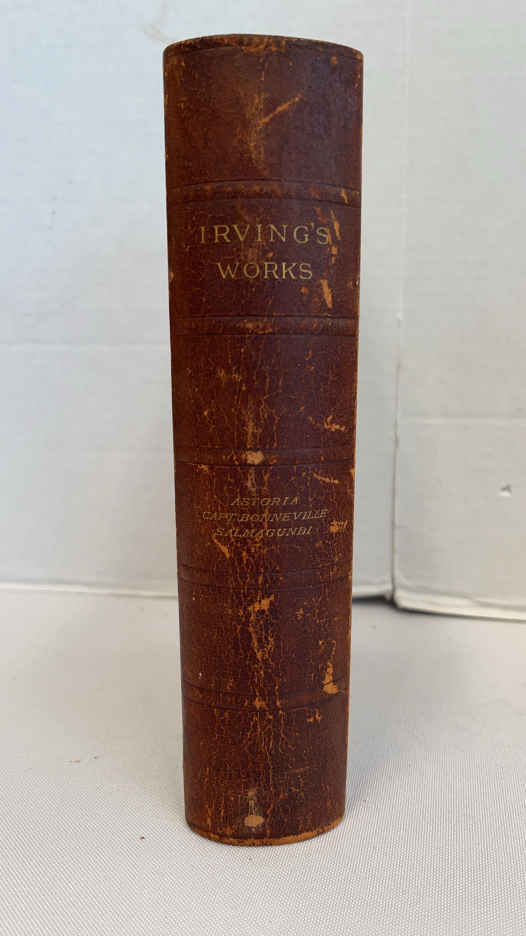 IRVING'S
WORKS
ASTORIA
CAPT. BONNEVILLE
SALMAGUNDI